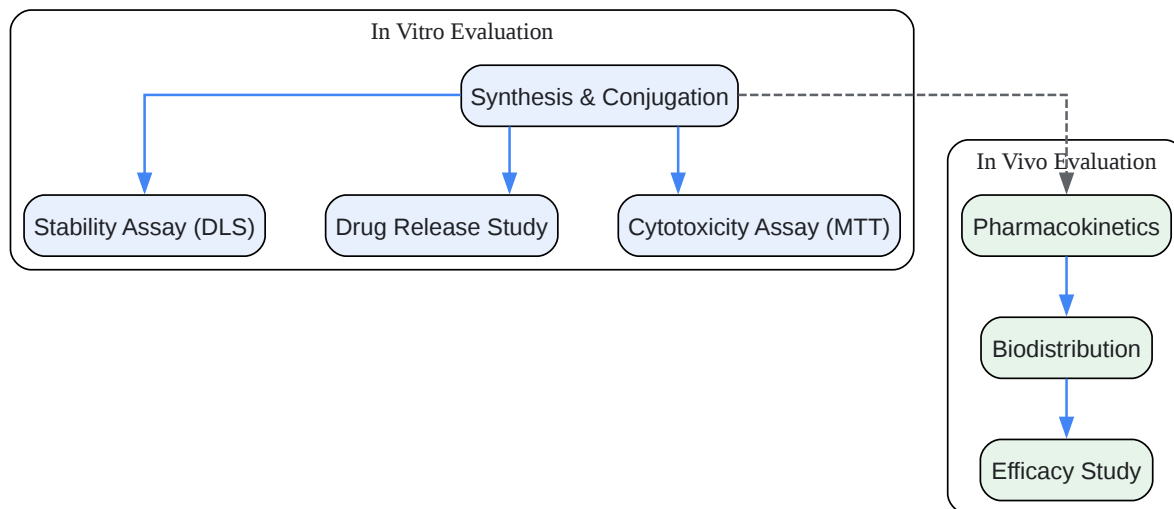 In Vitro Evaluation
Synthesis & Conjugation
Stability Assay (DLS)
Drug Release Study
Cytotoxicity Assay (MTT)
In Vivo Evaluation
Pharmacokinetics
Biodistribution
Efficacy Study